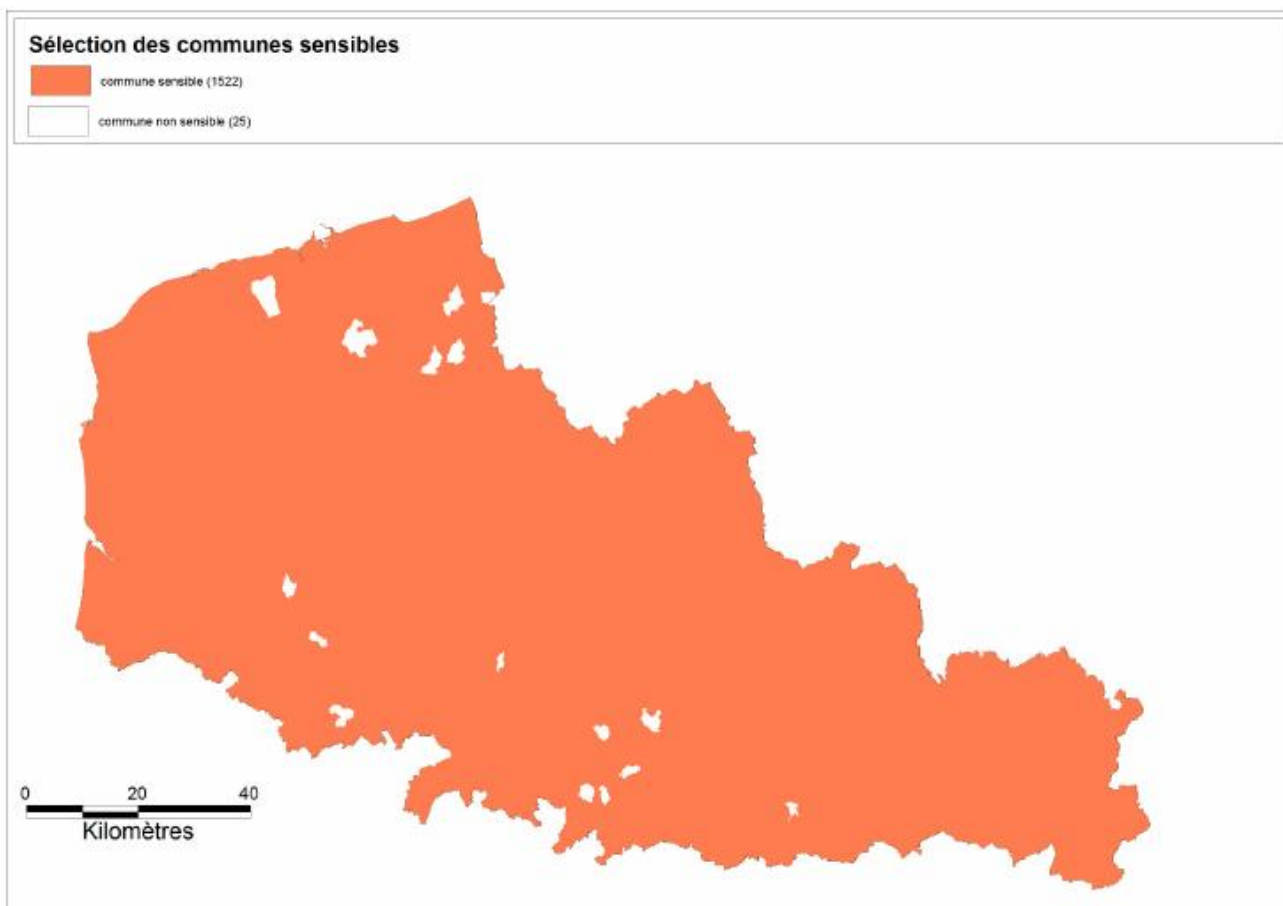 Sélection des communes sensibles
commune sensible (1522)
commune non sensible (25)
0 20 40
Kilomètres